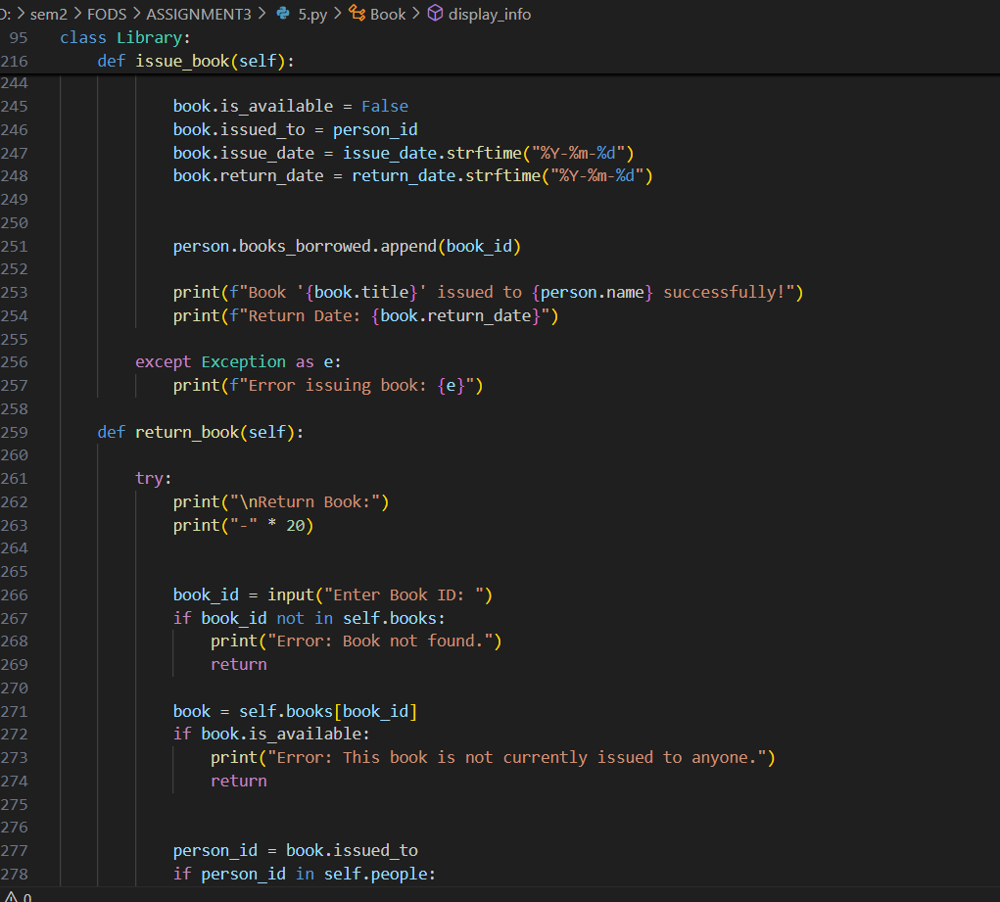 D: > sem2 > FODS > ASSIGNMENT3 > 5.py > Book > display_info
95 class Library:
216     def issue_book(self):
244
245             book.is_available = False
246             book.issued_to = person_id
247             book.issue_date = issue_date.strftime("%Y-%m-%d")
248             book.return_date = return_date.strftime("%Y-%m-%d")
249
250
251             person.books_borrowed.append(book_id)
252
253             print(f"Book '{book.title}' issued to {person.name} successfully!")
254             print(f"Return Date: {book.return_date}")
255
256         except Exception as e:
257             print(f"Error issuing book: {e}")
258
259     def return_book(self):
260
261         try:
262             print("\nReturn Book:")
263             print("-" * 20)
264
265
266             book_id = input("Enter Book ID: ")
267             if book_id not in self.books:
268                 print("Error: Book not found.")
269                 return
270
271             book = self.books[book_id]
272             if book.is_available:
273                 print("Error: This book is not currently issued to anyone.")
274                 return
275
276
277             person_id = book.issued_to
278             if person_id in self.people:
0